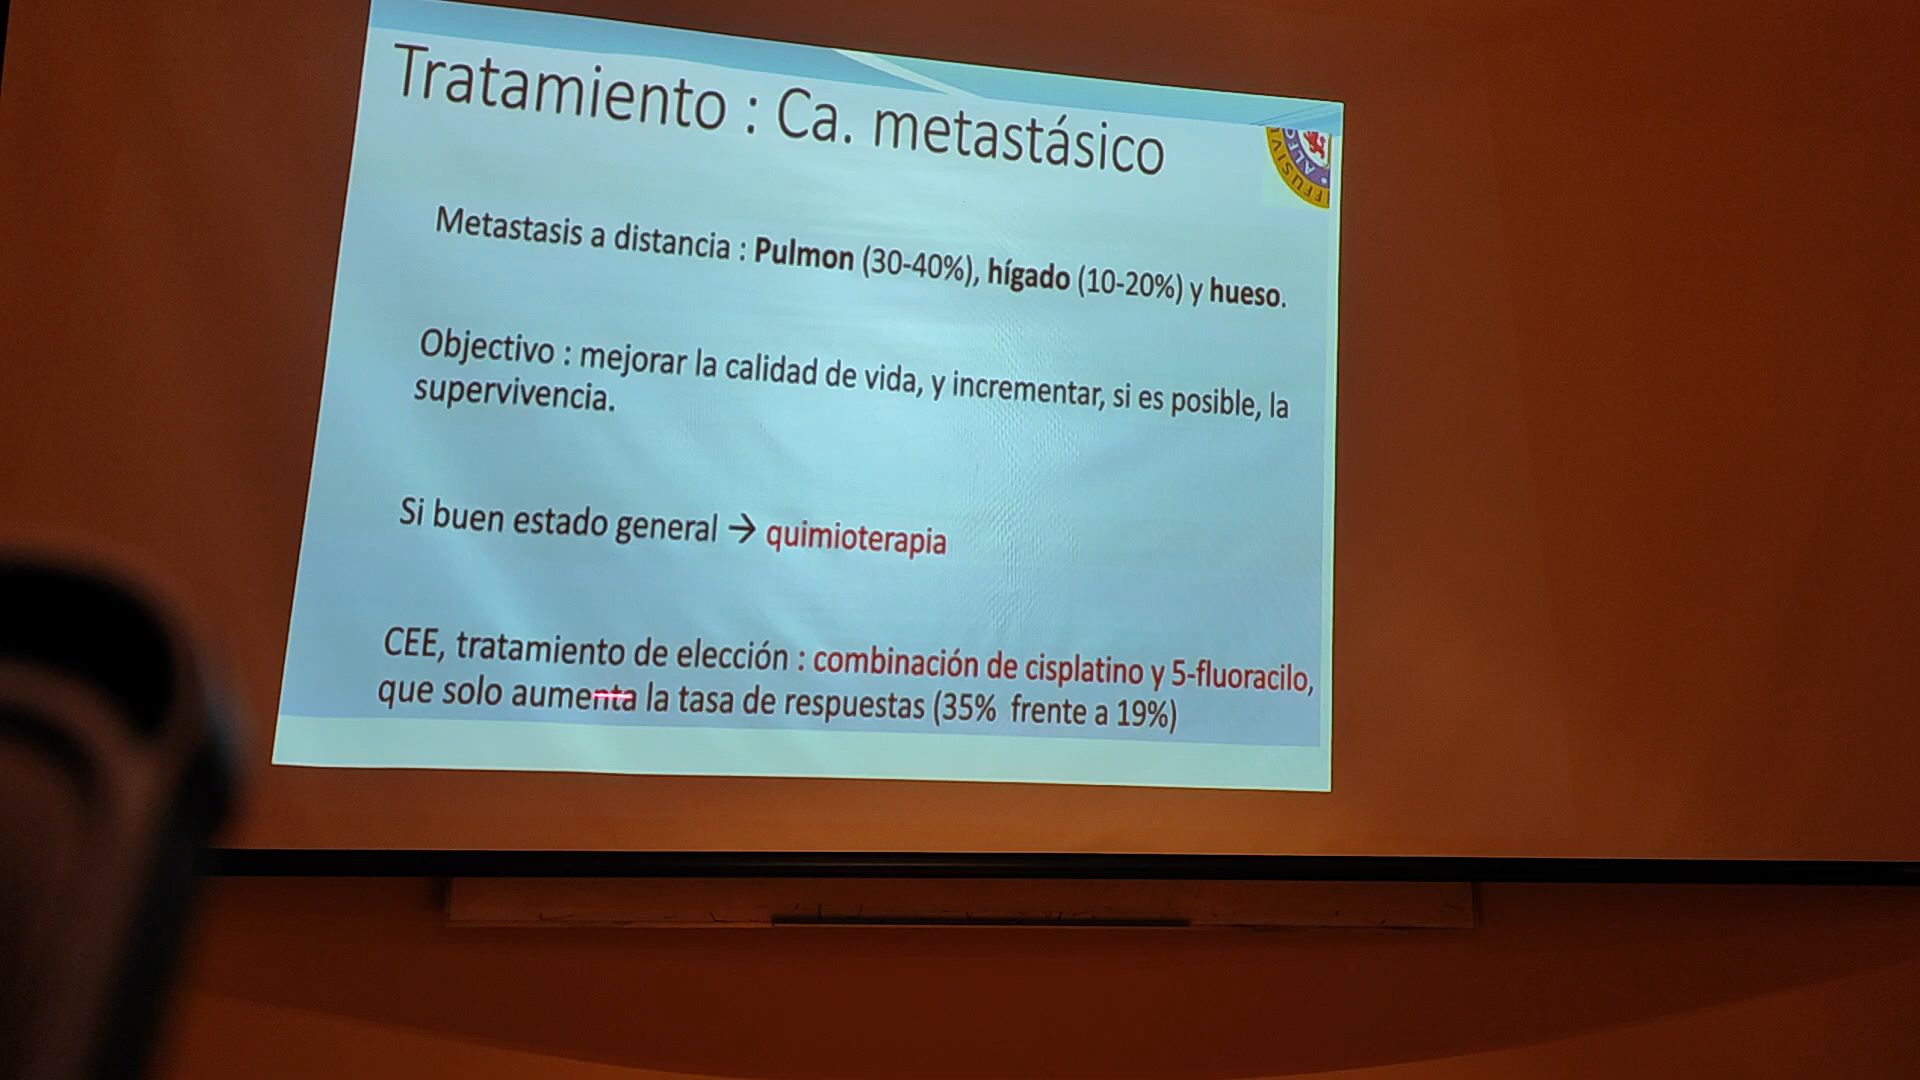 Tratamiento : Ca. metastásico
Metastasis a distancia : Pulmon (30-40%), hígado (10-20%) y hueso.
Objectivo : mejorar la calidad de vida, y incrementar, si es posible, la
supervivencia.
Si buen estado general → quimioterapia
CEE, tratamiento de elección : combinación de cisplatino y 5-fluoracilo,
que solo aumenta la tasa de respuestas (35% frente a 19%)